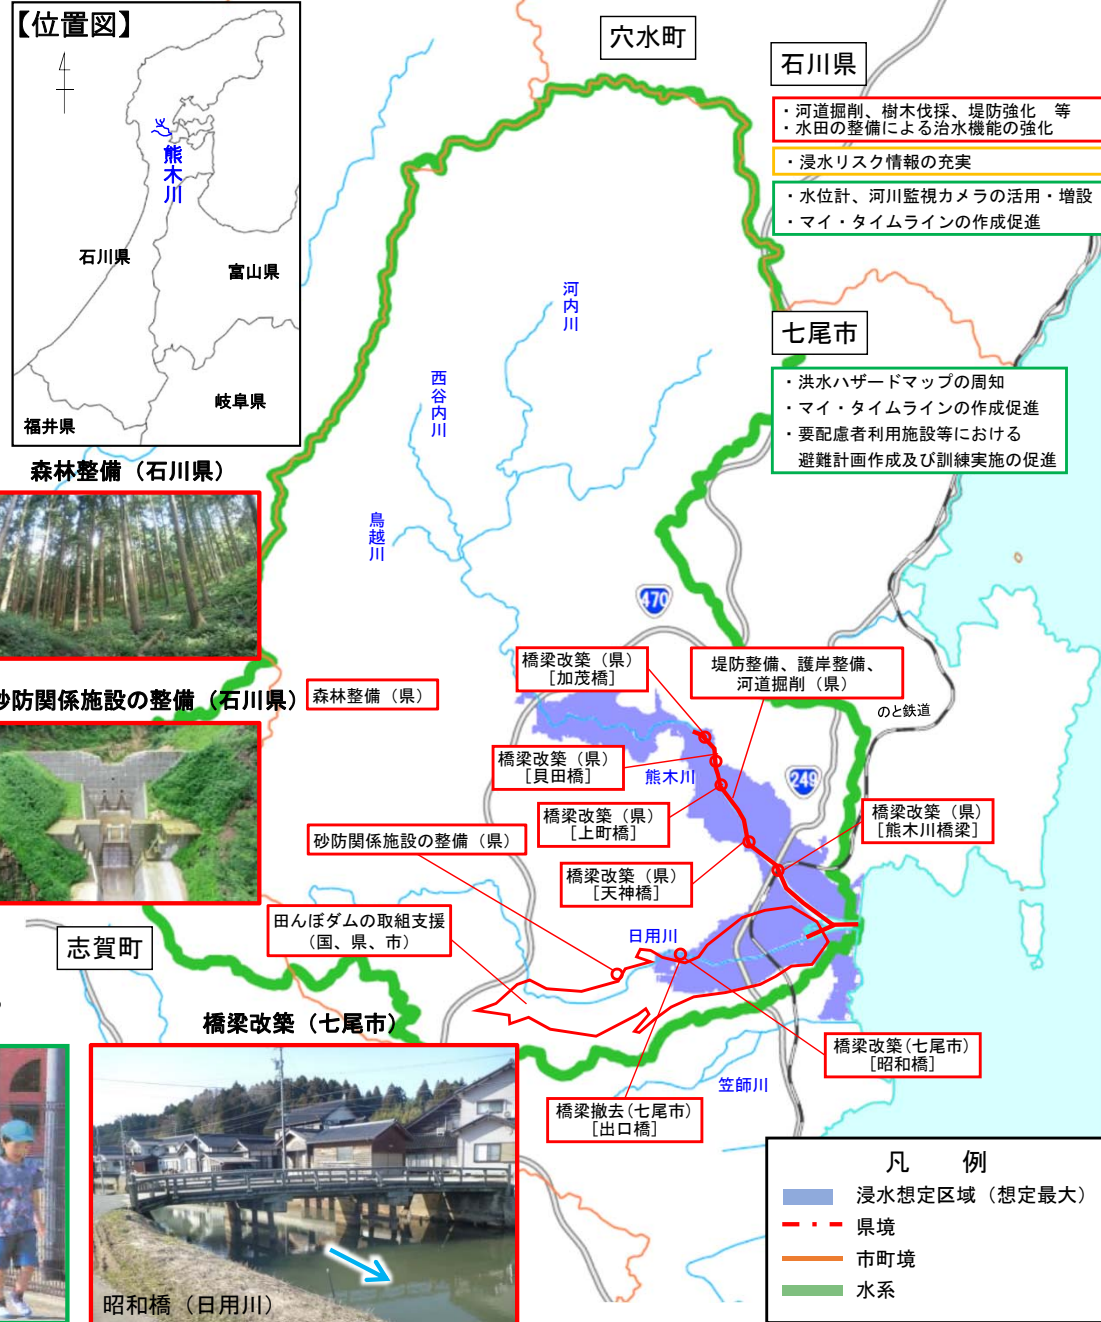 【位置図】
熊木川
石川県
富山県
岐阜県
福井県
穴水町
石川県
・河道掘削、樹木伐採、堤防強化　等
・水田の整備による治水機能の強化
・浸水リスク情報の充実
・水位計、河川監視カメラの活用・増設
・マイ・タイムラインの作成促進
七尾市
・洪水ハザードマップの周知
・マイ・タイムラインの作成促進
・要配慮者利用施設等における
避難計画作成及び訓練実施の促進
河内川
西谷内川
鳥越川
森林整備（石川県）
470
橋梁改築（県）
[加茂橋]
堤防整備、護岸整備、
河道掘削（県）
砂防関係施設の整備（石川県）
森林整備（県）
のと鉄道
橋梁改築（県）
[貝田橋]
熊木川
249
橋梁改築（県）
[上町橋]
橋梁改築（県）
[熊木川橋梁]
砂防関係施設の整備（県）
橋梁改築（県）
[天神橋]
田んぼダムの取組支援
（国、県、市）
日用川
志賀町
橋梁改築（七尾市）
橋梁改築(七尾市)
[昭和橋]
笠師川
橋梁撤去(七尾市)
[出口橋]
昭和橋（日用川）
凡　例
浸水想定区域（想定最大）
県境
市町境
水系